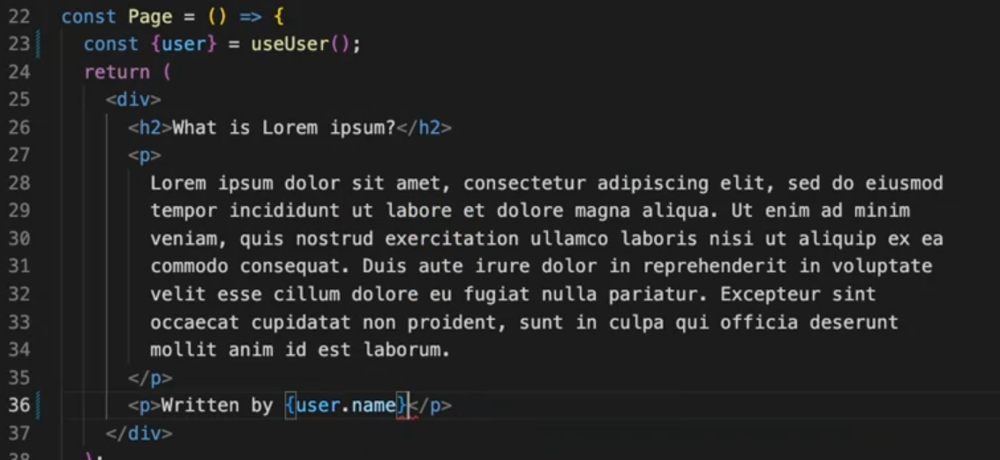 22 const Page = () => {
23 const {user} = useUser();
24 return (
25 <div>
26 <h2>What is Lorem ipsum?</h2>
27 <p>
28 Lorem ipsum dolor sit amet, consectetur adipiscing elit, sed do eiusmod
29 tempor incididunt ut labore et dolore magna aliqua. Ut enim ad minim
30 veniam, quis nostrud exercitation ullamco laboris nisi ut aliquip ex ea
31 commodo consequat. Duis aute irure dolor in reprehenderit in voluptate
32 velit esse cillum dolore eu fugiat nulla pariatur. Excepteur sint
33 occaecat cupidatat non proident, sunt in culpa qui officia deserunt
34 mollit anim id est laborum.
35 </p>
36 <p>Written by {user.name}</p>
37 </div>
38 );